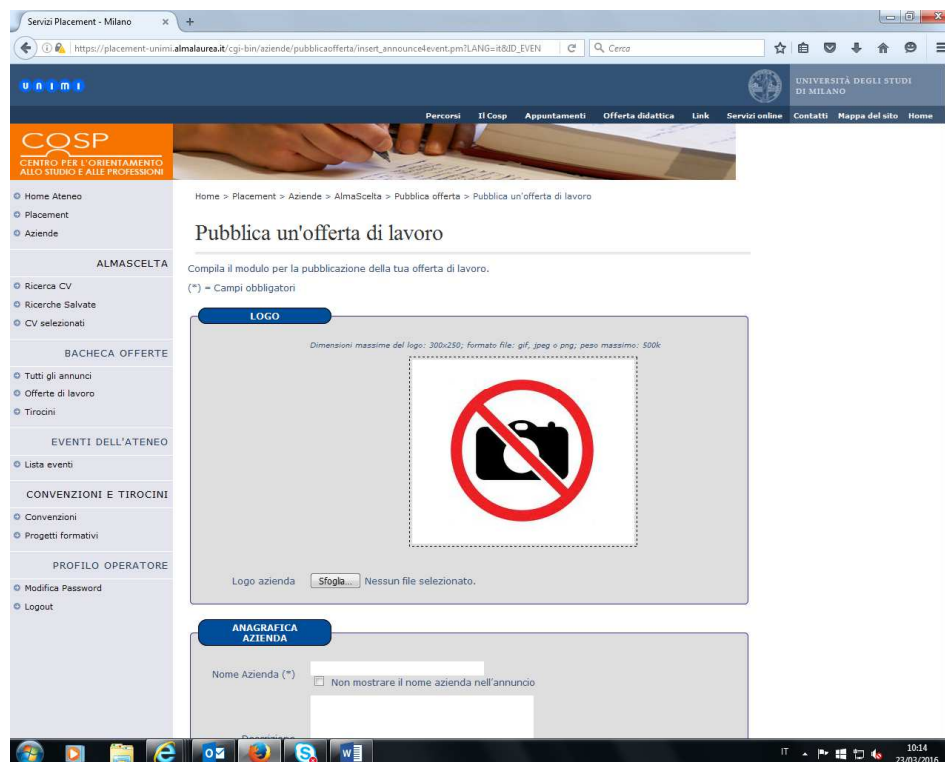 Servizi Placement - Milano × +
https://placement-unimi.almalaurea.it/cgi-bin/aziende/pubblicaofferta/insert_announce4event.pm?LANG=it&ID_EVEN
Cerca
UNIMI
UNIVERSITÀ DEGLI STUDI
DI MILANO
Percorsi Il Cosp Appuntamenti Offerta didattica Link Servizi online Contatti Mappa del sito Home
COSP
CENTRO PER L'ORIENTAMENTO
ALLO STUDIO E ALLE PROFESSIONI
Home Ateneo
Placement
Aziende
ALMASCELTA
Ricerca CV
Ricerche Salvate
CV selezionati
BACHECA OFFERTE
Tutti gli annunci
Offerte di lavoro
Tirocini
EVENTI DELL'ATENEO
Lista eventi
CONVENZIONI E TIROCINI
Convenzioni
Progetti formativi
PROFILO OPERATORE
Modifica Password
Logout
Home > Placement > Aziende > AlmaScelta > Pubblica offerta > Pubblica un'offerta di lavoro
Pubblica un'offerta di lavoro
Compila il modulo per la pubblicazione della tua offerta di lavoro.
(*) = Campi obbligatori
LOGO
Dimensioni massime del logo: 300x250; formato file: gif, jpeg o png; peso massimo: 500k
Logo azienda Sfoglia... Nessun file selezionato.
ANAGRAFICA
AZIENDA
Nome Azienda (*)
Non mostrare il nome azienda nell'annuncio
Descrizione
IT
10:14
23/03/2016